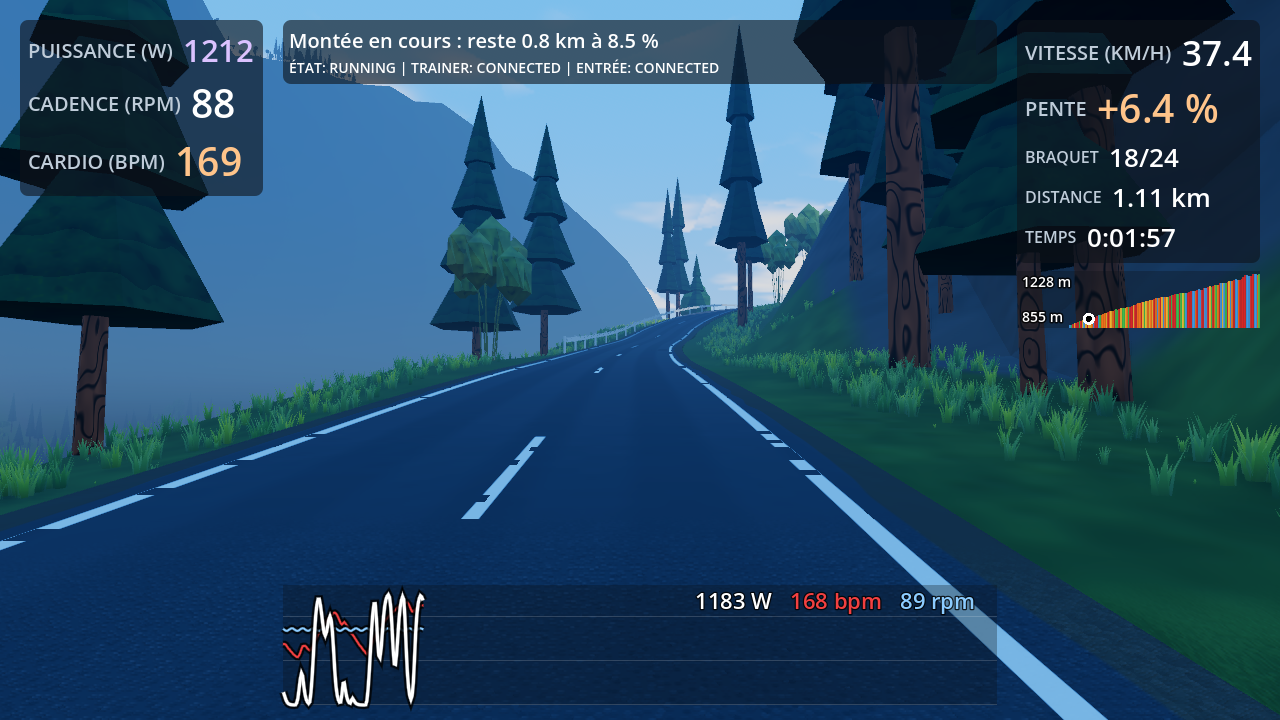 PUISSANCE (W) 1212
CADENCE (RPM) 88
CARDIO (BPM) 169
Montée en cours : reste 0.8 km à 8.5 %
ÉTAT: RUNNING | TRAINER: CONNECTED | ENTRÉE: CONNECTED
VITESSE (KM/H) 37.4
PENTE +6.4 %
BRAQUET 18/24
DISTANCE 1.11 km
TEMPS 0:01:57
1228 m
855 m
1183 W 168 bpm 89 rpm